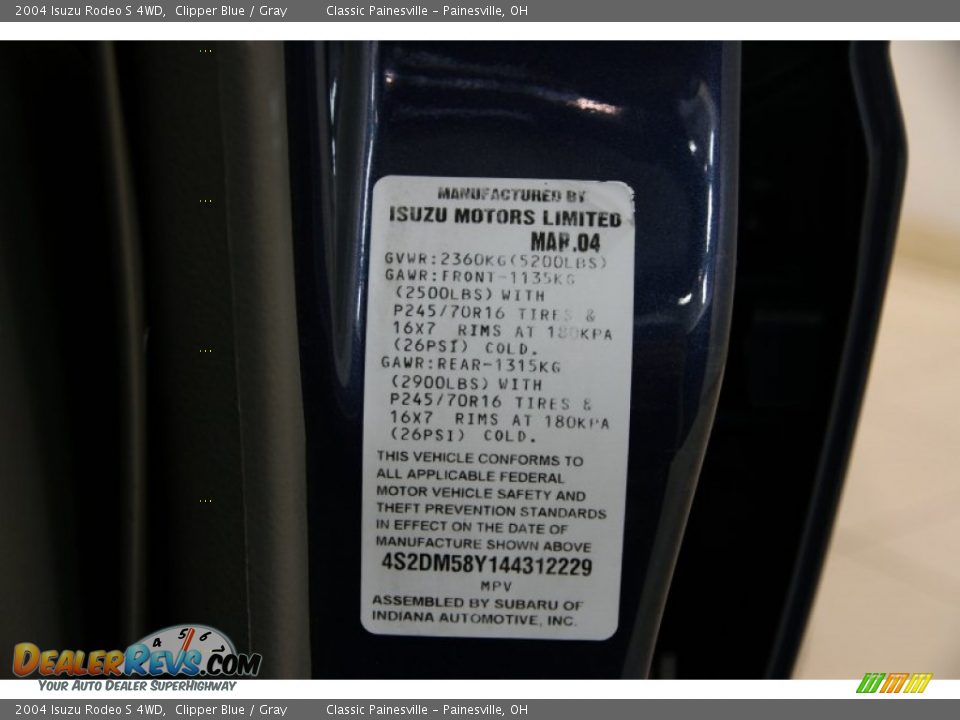 2004 Isuzu Rodeo S 4WD, Clipper Blue / Gray Classic Painesville - Painesville, OH
MANUFACTURED BY
ISUZU MOTORS LIMITED
MAR.04
GVWR:2360KG(5200LBS)
GAWR:FRONT-1135KG
(2500LBS) WITH
P245/70R16 TIRES &
16X7 RIMS AT 180KPA
(26PSI) COLD.
GAWR:REAR-1315KG
(2900LBS) WITH
P245/70R16 TIRES &
16X7 RIMS AT 180KPA
(26PSI) COLD.
THIS VEHICLE CONFORMS TO
ALL APPLICABLE FEDERAL
MOTOR VEHICLE SAFETY AND
THEFT PREVENTION STANDARDS
IN EFFECT ON THE DATE OF
MANUFACTURE SHOWN ABOVE
4S2DM58Y144312229
MPV
ASSEMBLED BY SUBARU OF
INDIANA AUTOMOTIVE, INC.
4 5 6
DEALERREVS.COM
YOUR AUTO DEALER SUPERHIGHWAY
2004 Isuzu Rodeo S 4WD, Clipper Blue / Gray Classic Painesville - Painesville, OH